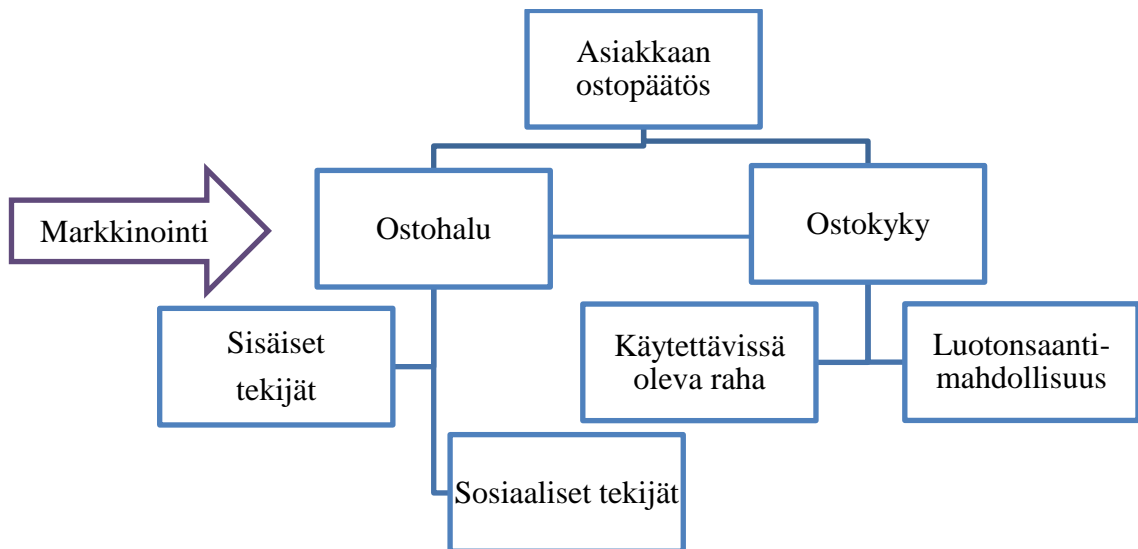 Asiakkaan
ostopäätös
Markkinointi
Ostohalu
Ostokyky
Sisäiset
tekijät
Käytettävissä
oleva raha
Luotonsaanti-
mahdollisuus
Sosiaaliset tekijät